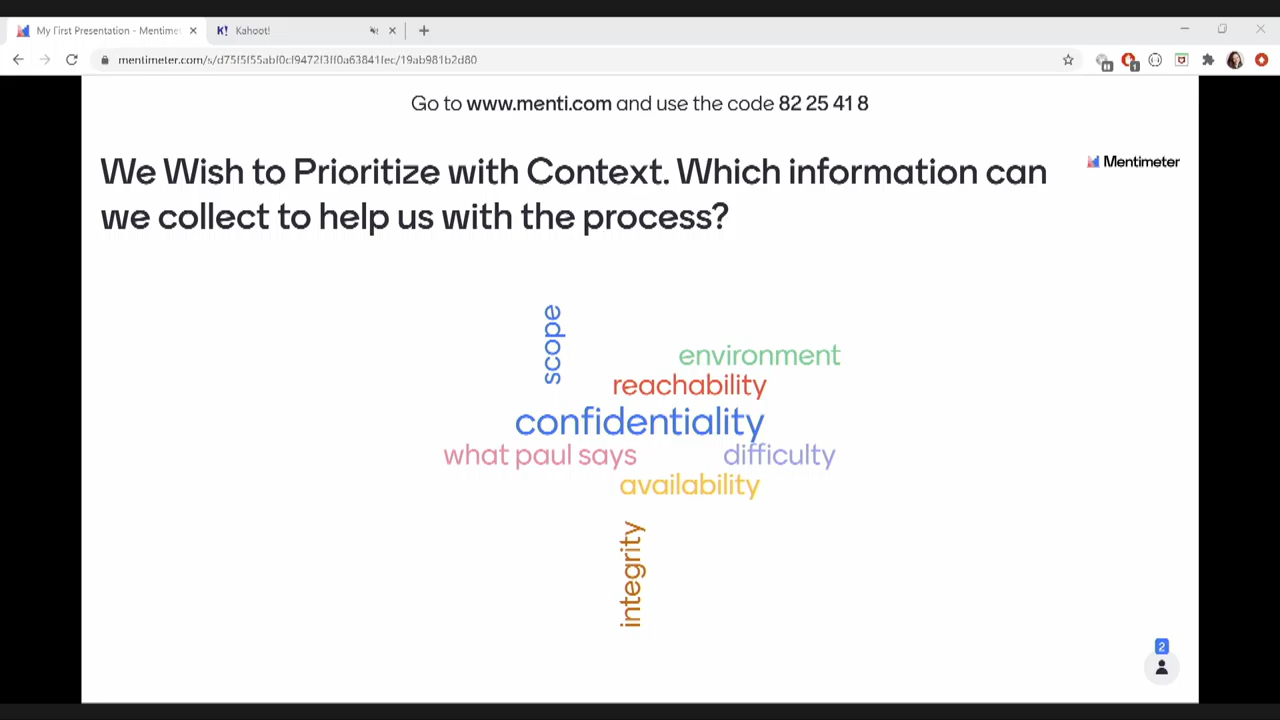 My First Presentation - Mentime
Kahoot!
mentimeter.com/s/d75f5f55abf0cf9472f3ff0a63841fec/19ab981b2d80
Go to www.menti.com and use the code 82 25 41 8
We Wish to Prioritize with Context. Which information can
we collect to help us with the process?
Mentimeter
scope
environment
reachability
confidentiality
what paul says
difficulty
availability
integrity
2